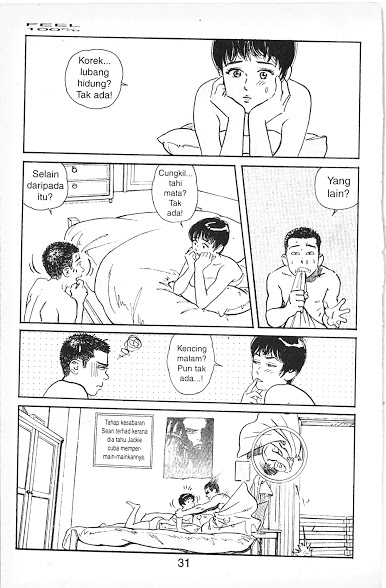 FEEL
100%
Korek...
lubang
hidung?
Tak ada!
Selain
daripada
itu?
Cungkil...
tahi
mata?
Tak
ada!
Yang
lain?
Kencing
malam?
Pun tak
ada...!
Tahap kesabaran
Sean terhad kerana
dia tahu Jackie
cuba memper-
main-mainkannya.
31